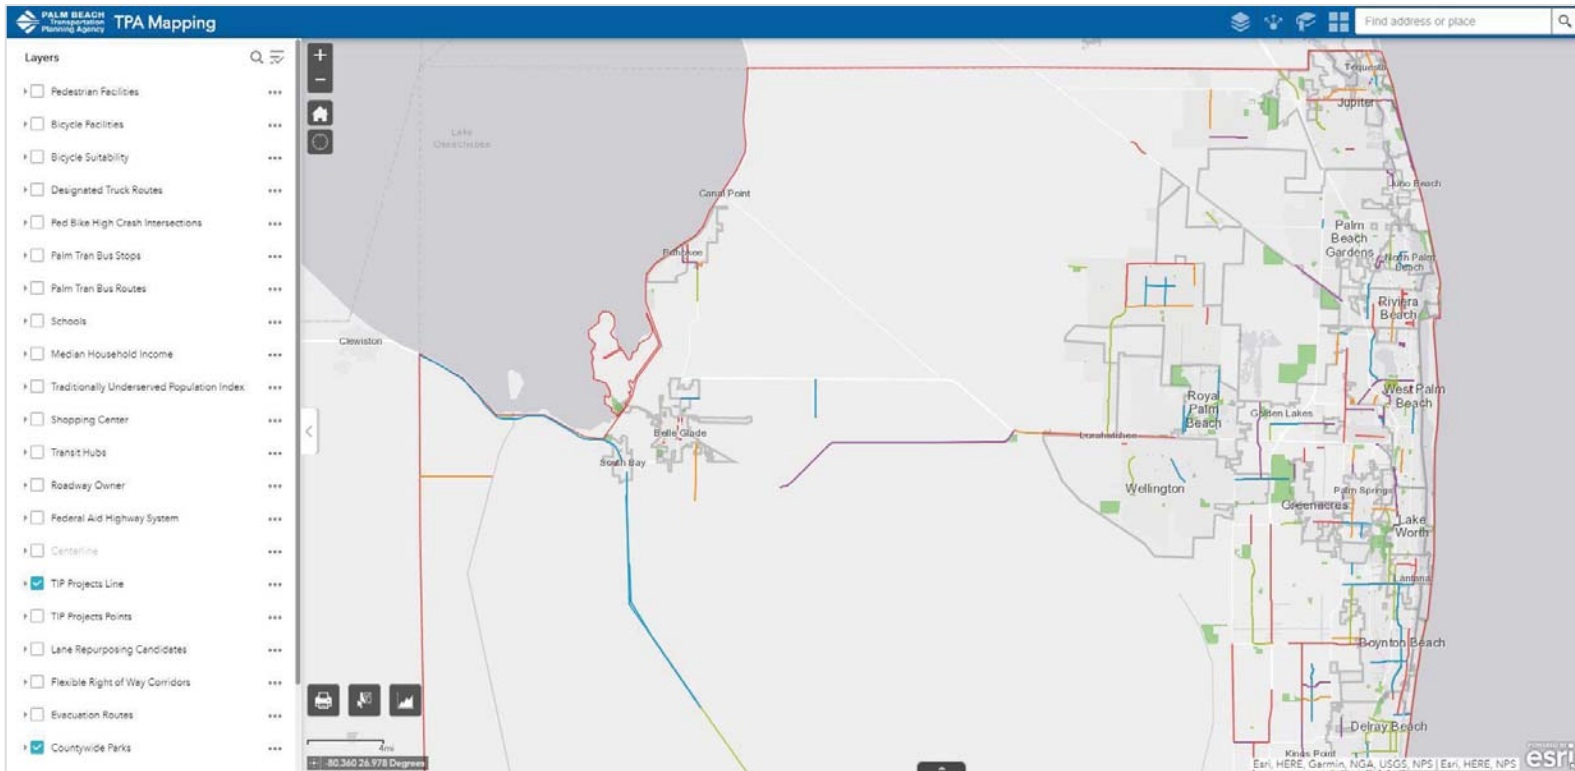 PALM BEACH
Transportation
Planning Agency
TPA Mapping
Find address or place
Layers
Pedestrian Facilities
Bicycle Facilities
Bicycle Suitability
Designated Truck Routes
Ped Bike High Crash Intersections
Palm Tran Bus Stops
Palm Tran Bus Routes
Schools
Median Household Income
Traditionally Underserved Population Index
Shopping Center
Transit Hubs
Roadway Owner
Federal Aid Highway System
Centerline
TIP Projects Line
TIP Projects Points
Lane Repurposing Candidates
Flexible Right of Way Corridors
Evacuation Routes
Countywide Parks
Lake
Okeechobee
Tequesta
Jupiter
Canal Point
Juno Beach
Pahokee
Palm
Beach
Gardens
North Palm
Beach
Riviera
Beach
Clewiston
Royal
Palm
Beach
West Palm
Beach
Golden Lakes
Belle Glade
Loxahatchee
South Bay
Wellington
Palm Springs
Greenacres
Lake
Worth
Lantana
Boynton Beach
Delray Beach
Kings Point
4mi
-80.360 26.978 Degrees
Esri, HERE, Garmin, NGA, USGS, NPS | Esri, HERE, NPS
POWERED BY
esri